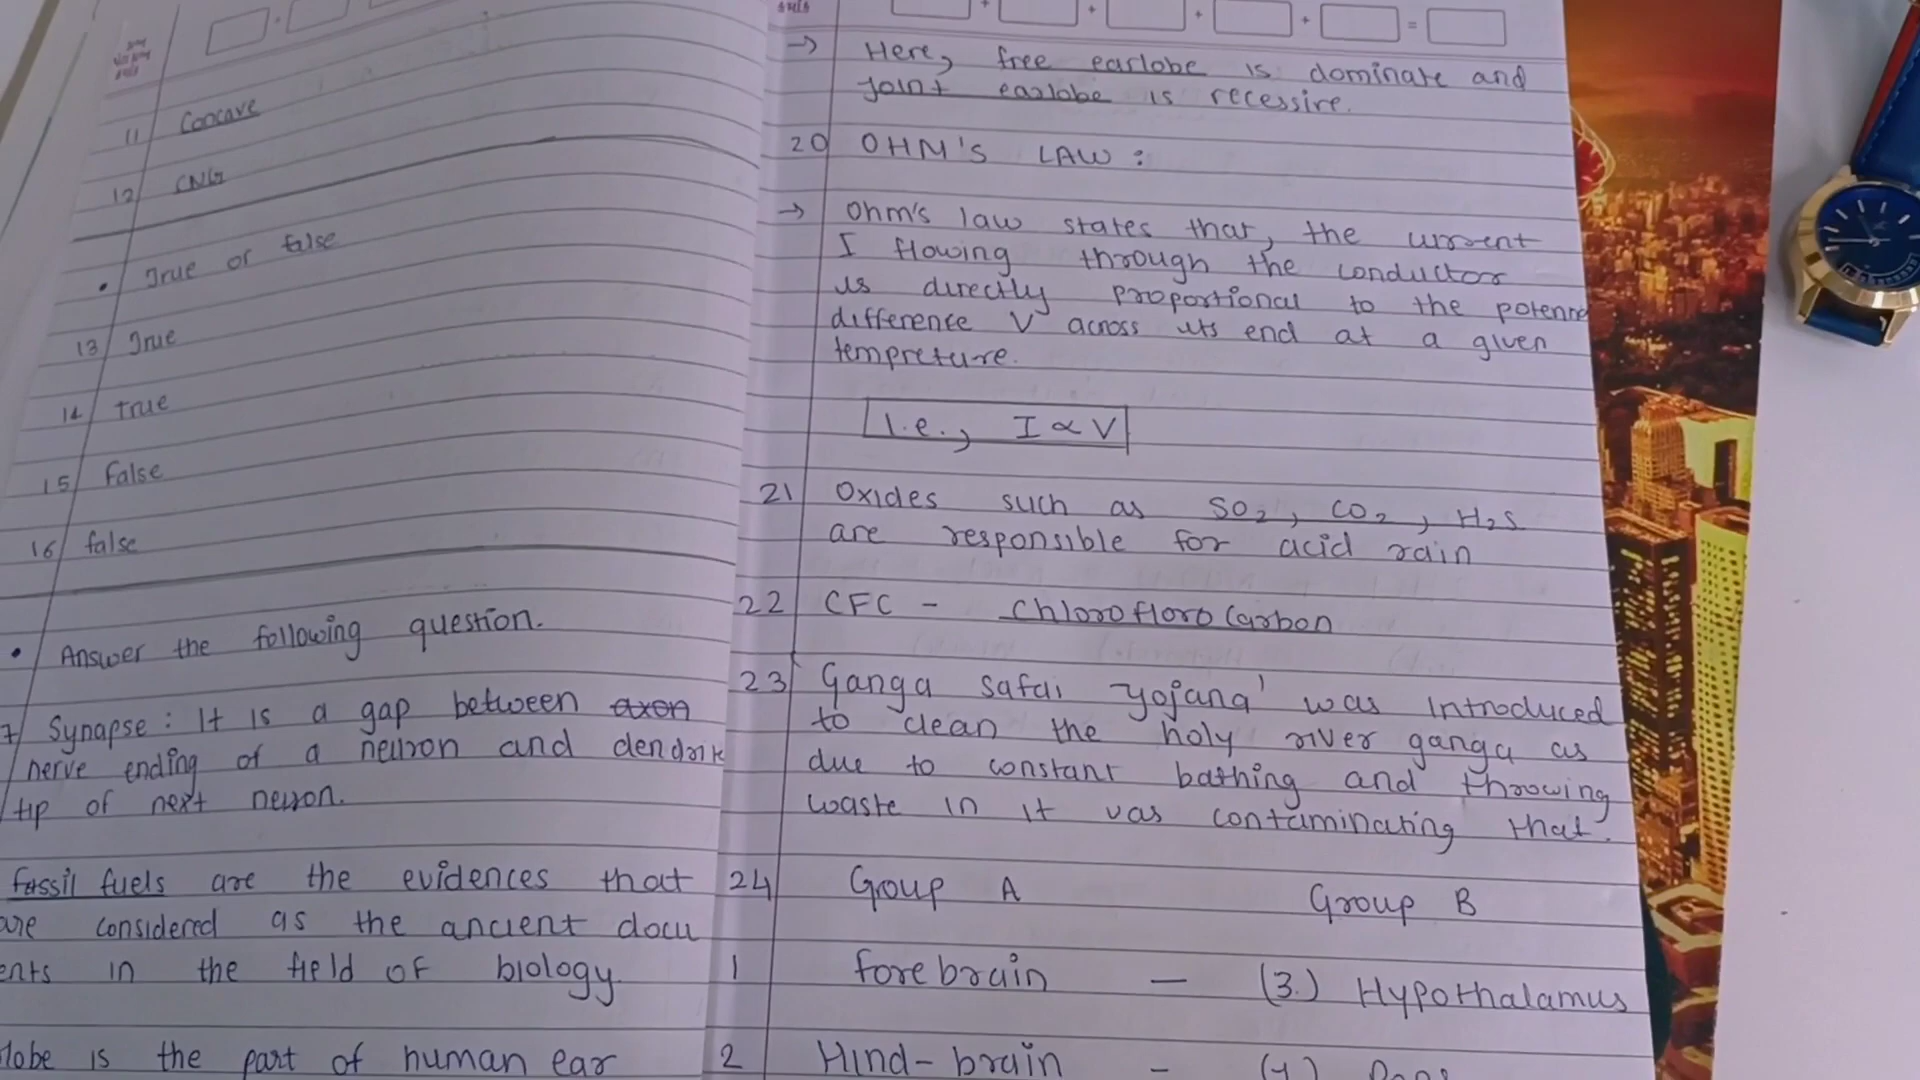 11 Concave
12 CNG
• True or false
13 True
14 true
15 False
16 false
• Answer the following question.
7 Synapse: It is a gap between axon
nerve ending of a neuron and dendrit
tip of next neuron.
fossil fuels are the evidences that
are considered as the ancient docu
ents in the field of biology.
lobe is the part of human ear
→ Here, free earlobe is dominate and
joint earlobe is recessive.
20 OHM'S LAW :
→ Ohm's law states that, the current
I flowing through the conductor
is directly proportional to the potent
difference V across its end at a given
tempreture.
i.e., I ∝ V
21 Oxides such as SO₂, CO₂, H₂S
are responsible for acid rain
22 CFC - Chlorofloro Carbon
23 Ganga safai yojana' was introduced
to clean the holy river ganga as
due to constant bathing and throwing
waste in it was contaminating that.
24 Group A Group B
1 fore brain — (3.) Hypothalamus
2 Hind-brain -